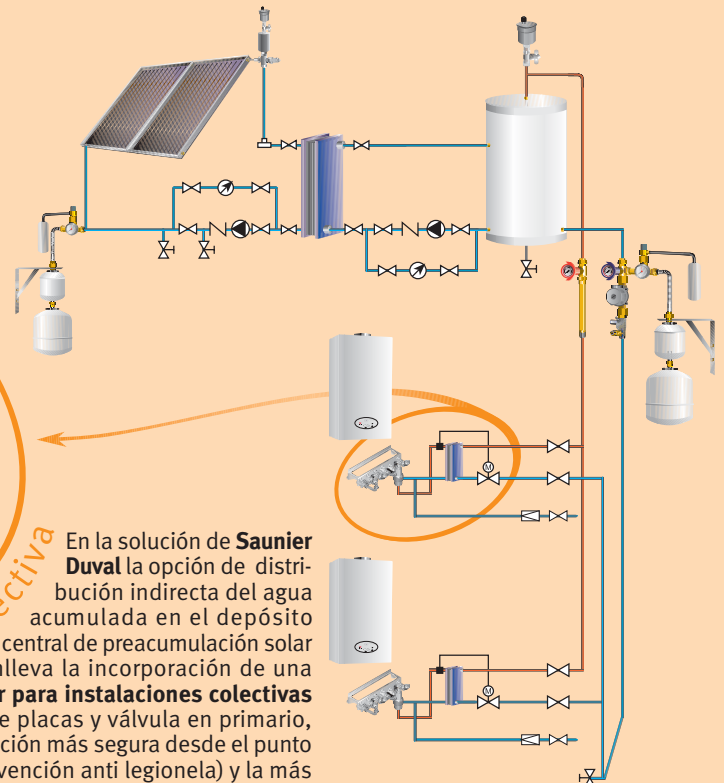 M
ectiva
En la solución de Saunier
Duval la opción de distri-
bución indirecta del agua
acumulada en el depósito
central de preacumulación solar
nlleva la incorporación de una
r para instalaciones colectivas
e placas y válvula en primario,
ción más segura desde el punto
vención anti legionela) y la más
M